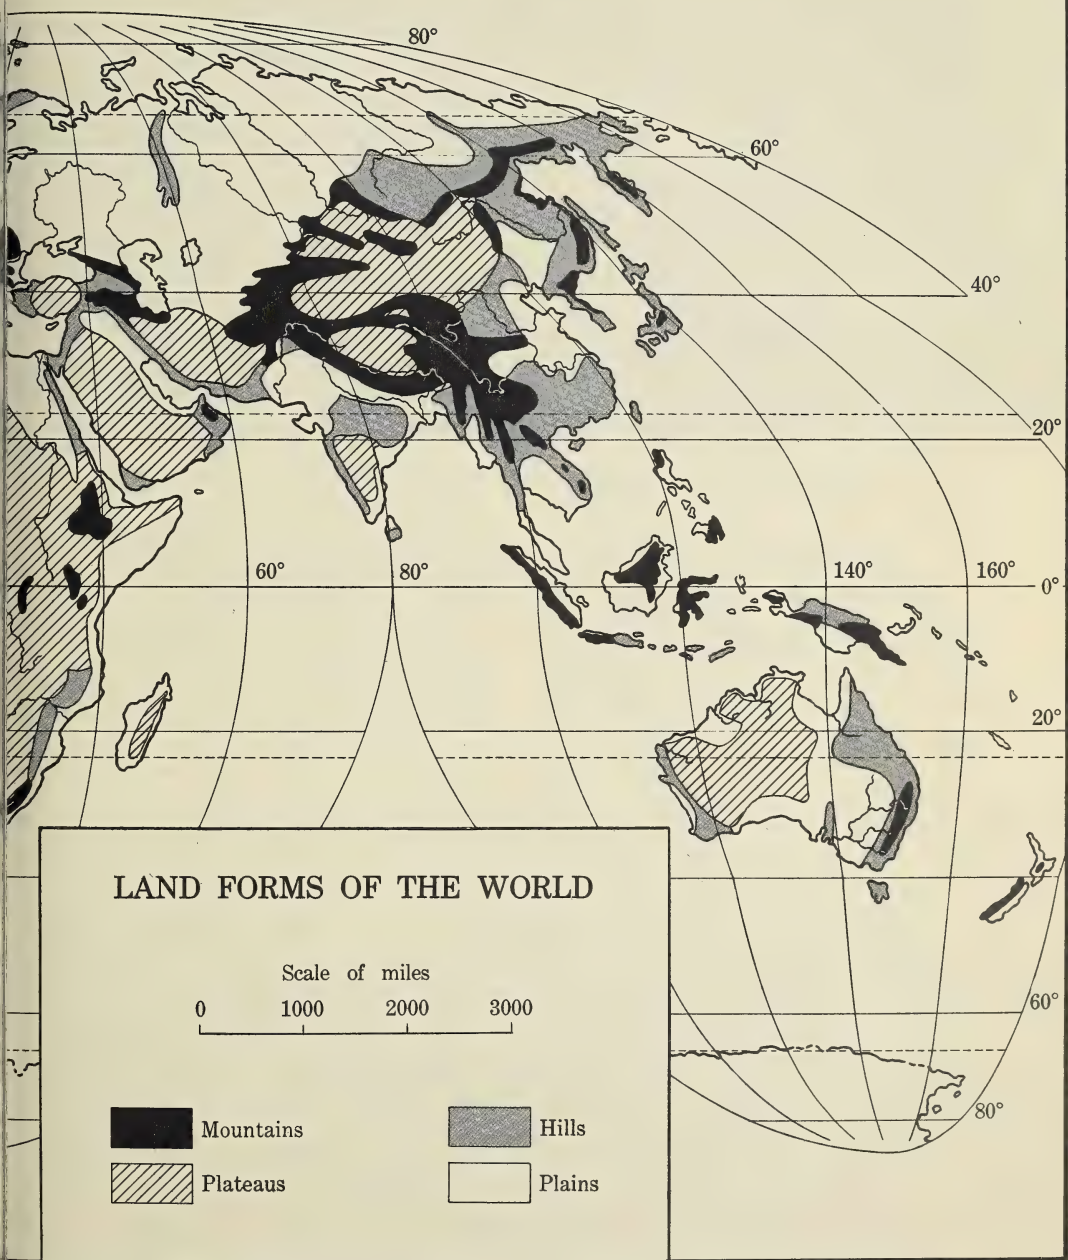 80°
60°
40°
20°
60° 80° 140° 160° 0°
20°
LAND FORMS OF THE WORLD
Scale of miles
0 1000 2000 3000
60°
80°
Mountains Hills
Plateaus Plains